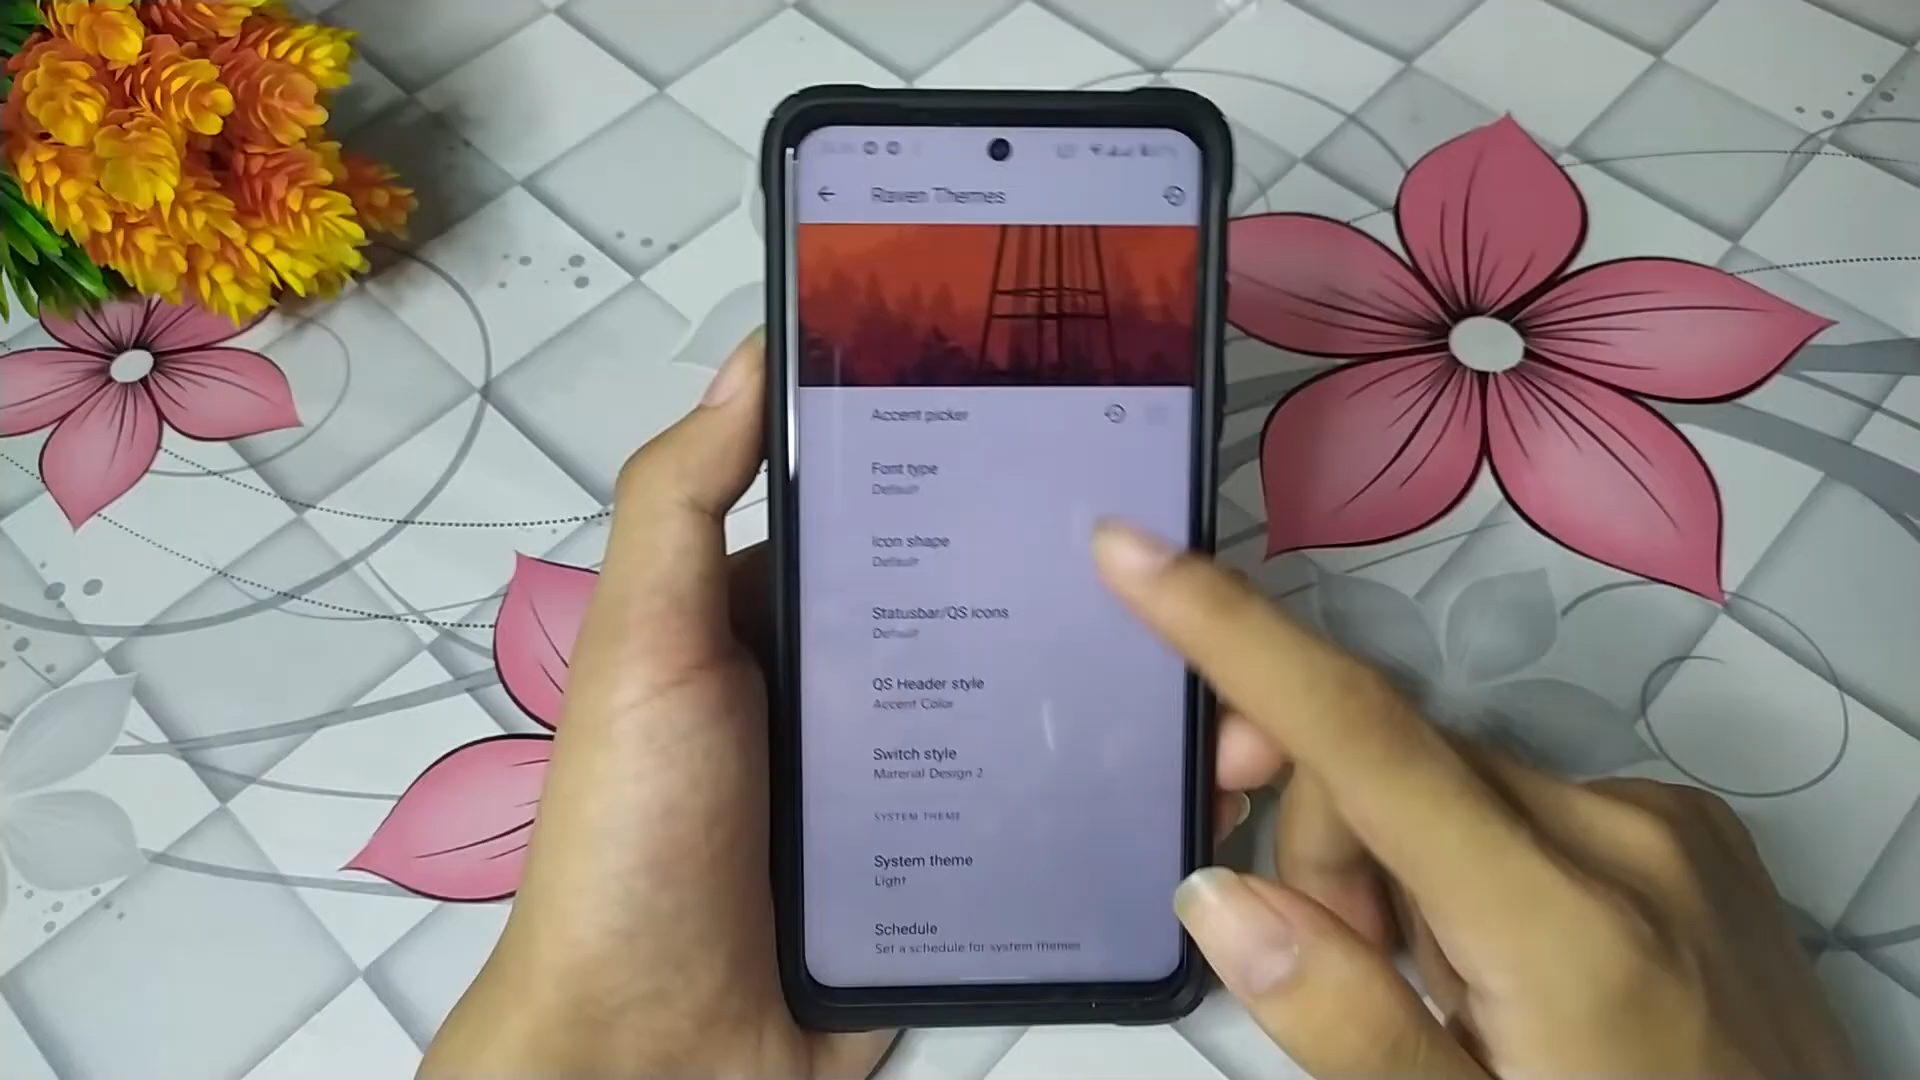 Raven Themes
Accent picker
Font type
Default
Icon shape
Default
Statusbar/QS icons
Default
QS Header style
Accent Color
Switch style
Material Design 2
SYSTEM THEME
System theme
Light
Schedule
Set a schedule for system themes